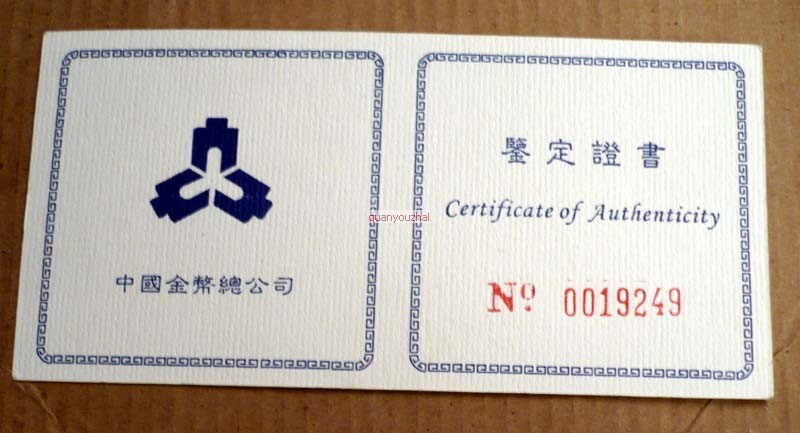 中國金幣總公司
鑒定證書
Certificate of Authenticity
Nº 0019249
quanyouzhai